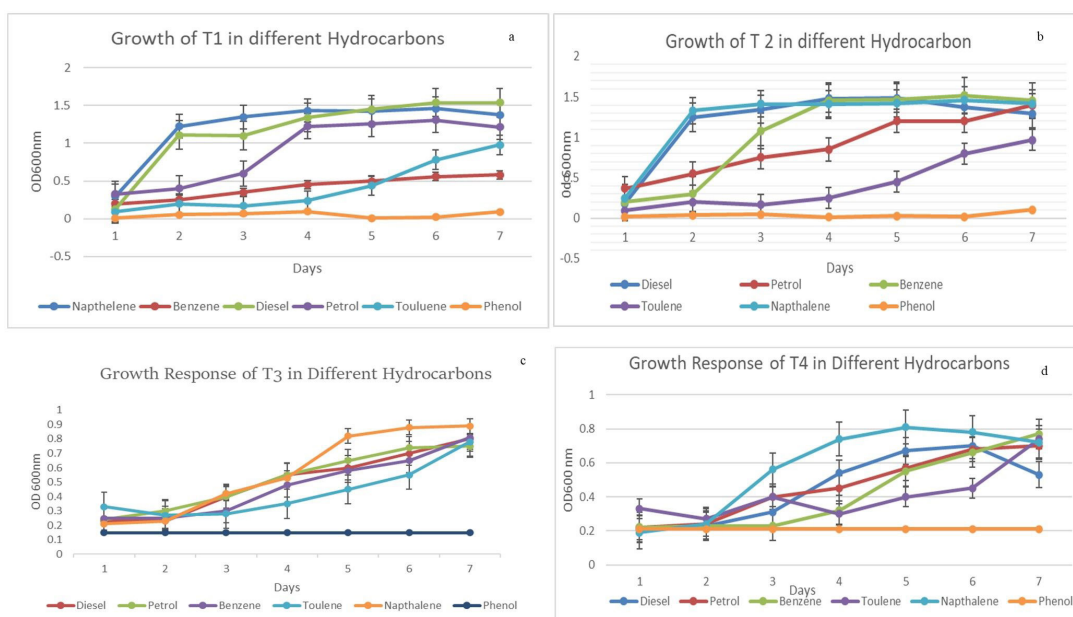 Growth of T1 in different Hydrocarbons
a
2
1.5
1
0.5
0
-0.5
OD600nm
1 2 3 4 5 6 7
Days
Napthelene Benzene Diesel Petrol Touluene Phenol
Growth of T 2 in different Hydrocarbon
b
2
1.5
1
0.5
0
-0.5
Od 600nm
1 2 3 4 5 6 7
Days
Diesel Petrol Benzene
Toulene Napthalene Phenol
Growth Response of T3 in Different Hydrocarbons
c
1
0.9
0.8
0.7
0.6
0.5
0.4
0.3
0.2
0.1
0
OD 600nm
1 2 3 4 5 6 7
Days
Diesel Petrol Benzene Toulene Napthalene Phenol
Growth Response of T4 in Different Hydrocarbons
d
1
0.8
0.6
0.4
0.2
0
OD600 nm
1 2 3 4 5 6 7
Days
Diesel Petrol Benzene Toulene Napthalene Phenol